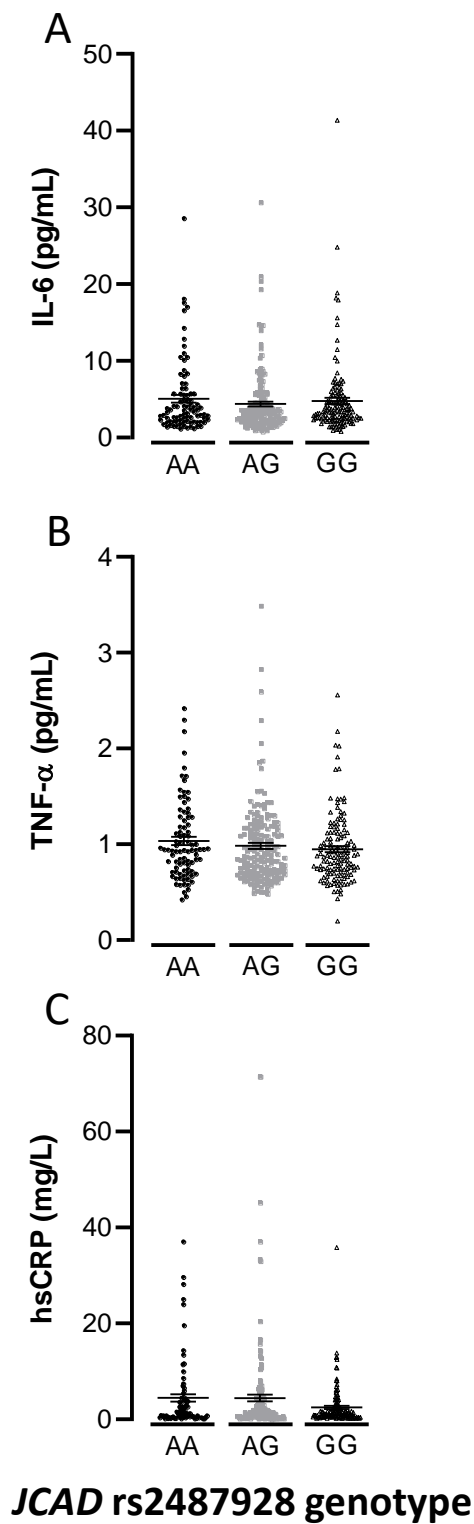 A
50
40
30
20
10
0
IL-6 (pg/mL)
AA AG GG
B
4
3
2
1
0
TNF-α (pg/mL)
AA AG GG
C
80
60
40
20
0
hsCRP (mg/L)
AA AG GG
JCAD rs2487928 genotype